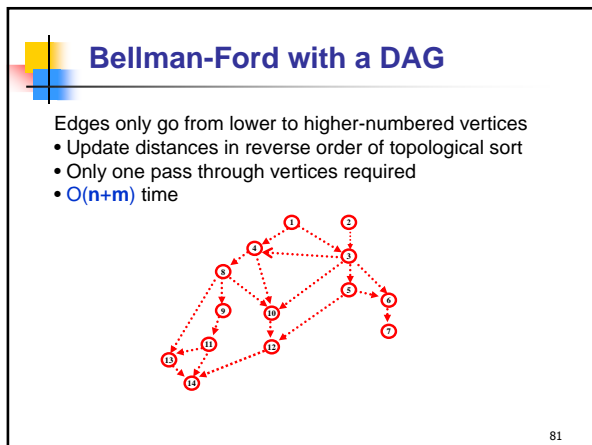 Bellman-Ford with a DAG
Edges only go from lower to higher-numbered vertices
• Update distances in reverse order of topological sort
• Only one pass through vertices required
• O(n+m) time
1 2
4
3
8
5
6
9
10
7
11
12
13
14
81